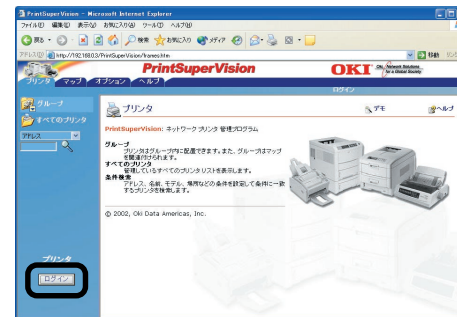 PrintSuperVision - Microsoft Internet Explorer
ファイル(F) 編集(E) 表示(V) お気に入り(A) ツール(T) ヘルプ(H)
戻る 検索 お気に入り メディア
アドレス(D) http://192.168.0.3/PrintSuperVision/frames.htm 移動 リンク
PrintSuperVision OKI Network Solutions for a Global Society
プリンタ マップ オプション ヘルプ
ログイン
グループ
すべてのプリンタ
アドレス
プリンタ デモ ヘルプ
PrintSuperVision: ネットワーク プリンタ 管理プログラム
グループ
プリンタはグループ内に配置できます。また、グループはマップ
を関連付けられます。
すべてのプリンタ
管理しているすべてのプリンタリストを表示します。
条件検索
アドレス、名前、モデル、場所などの条件を設定して条件に一致
するプリンタを検索します。
© 2002, Oki Data Americas, Inc.
プリンタ
ログイン